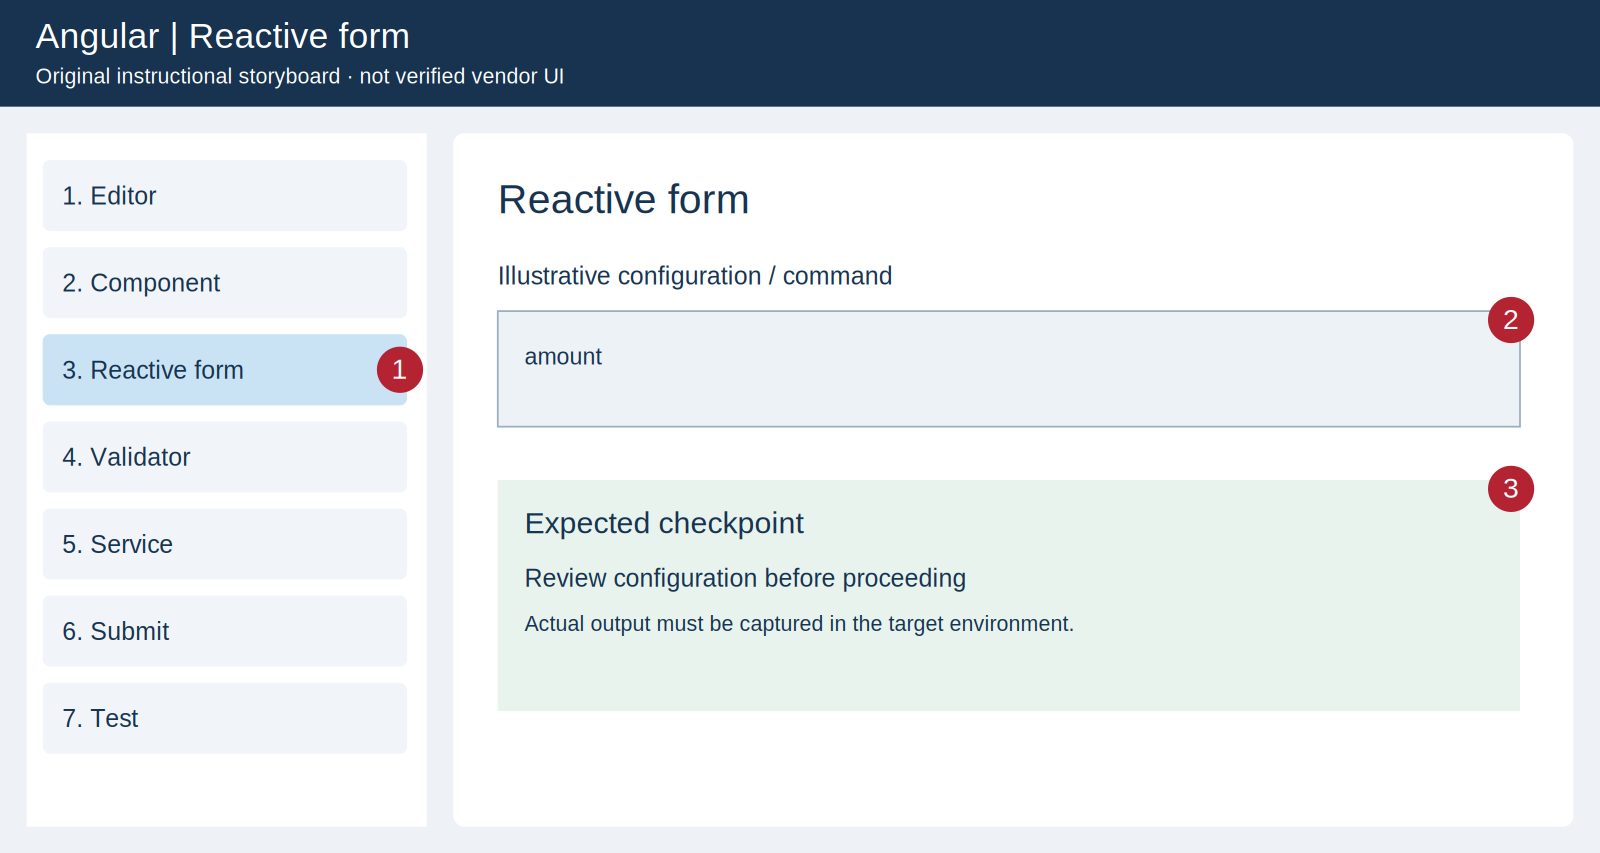 Angular | Reactive form
Original instructional storyboard · not verified vendor UI
1. Editor
2. Component
3. Reactive form
1
4. Validator
5. Service
6. Submit
7. Test
Reactive form
Illustrative configuration / command
2
amount
3
Expected checkpoint
Review configuration before proceeding
Actual output must be captured in the target environment.